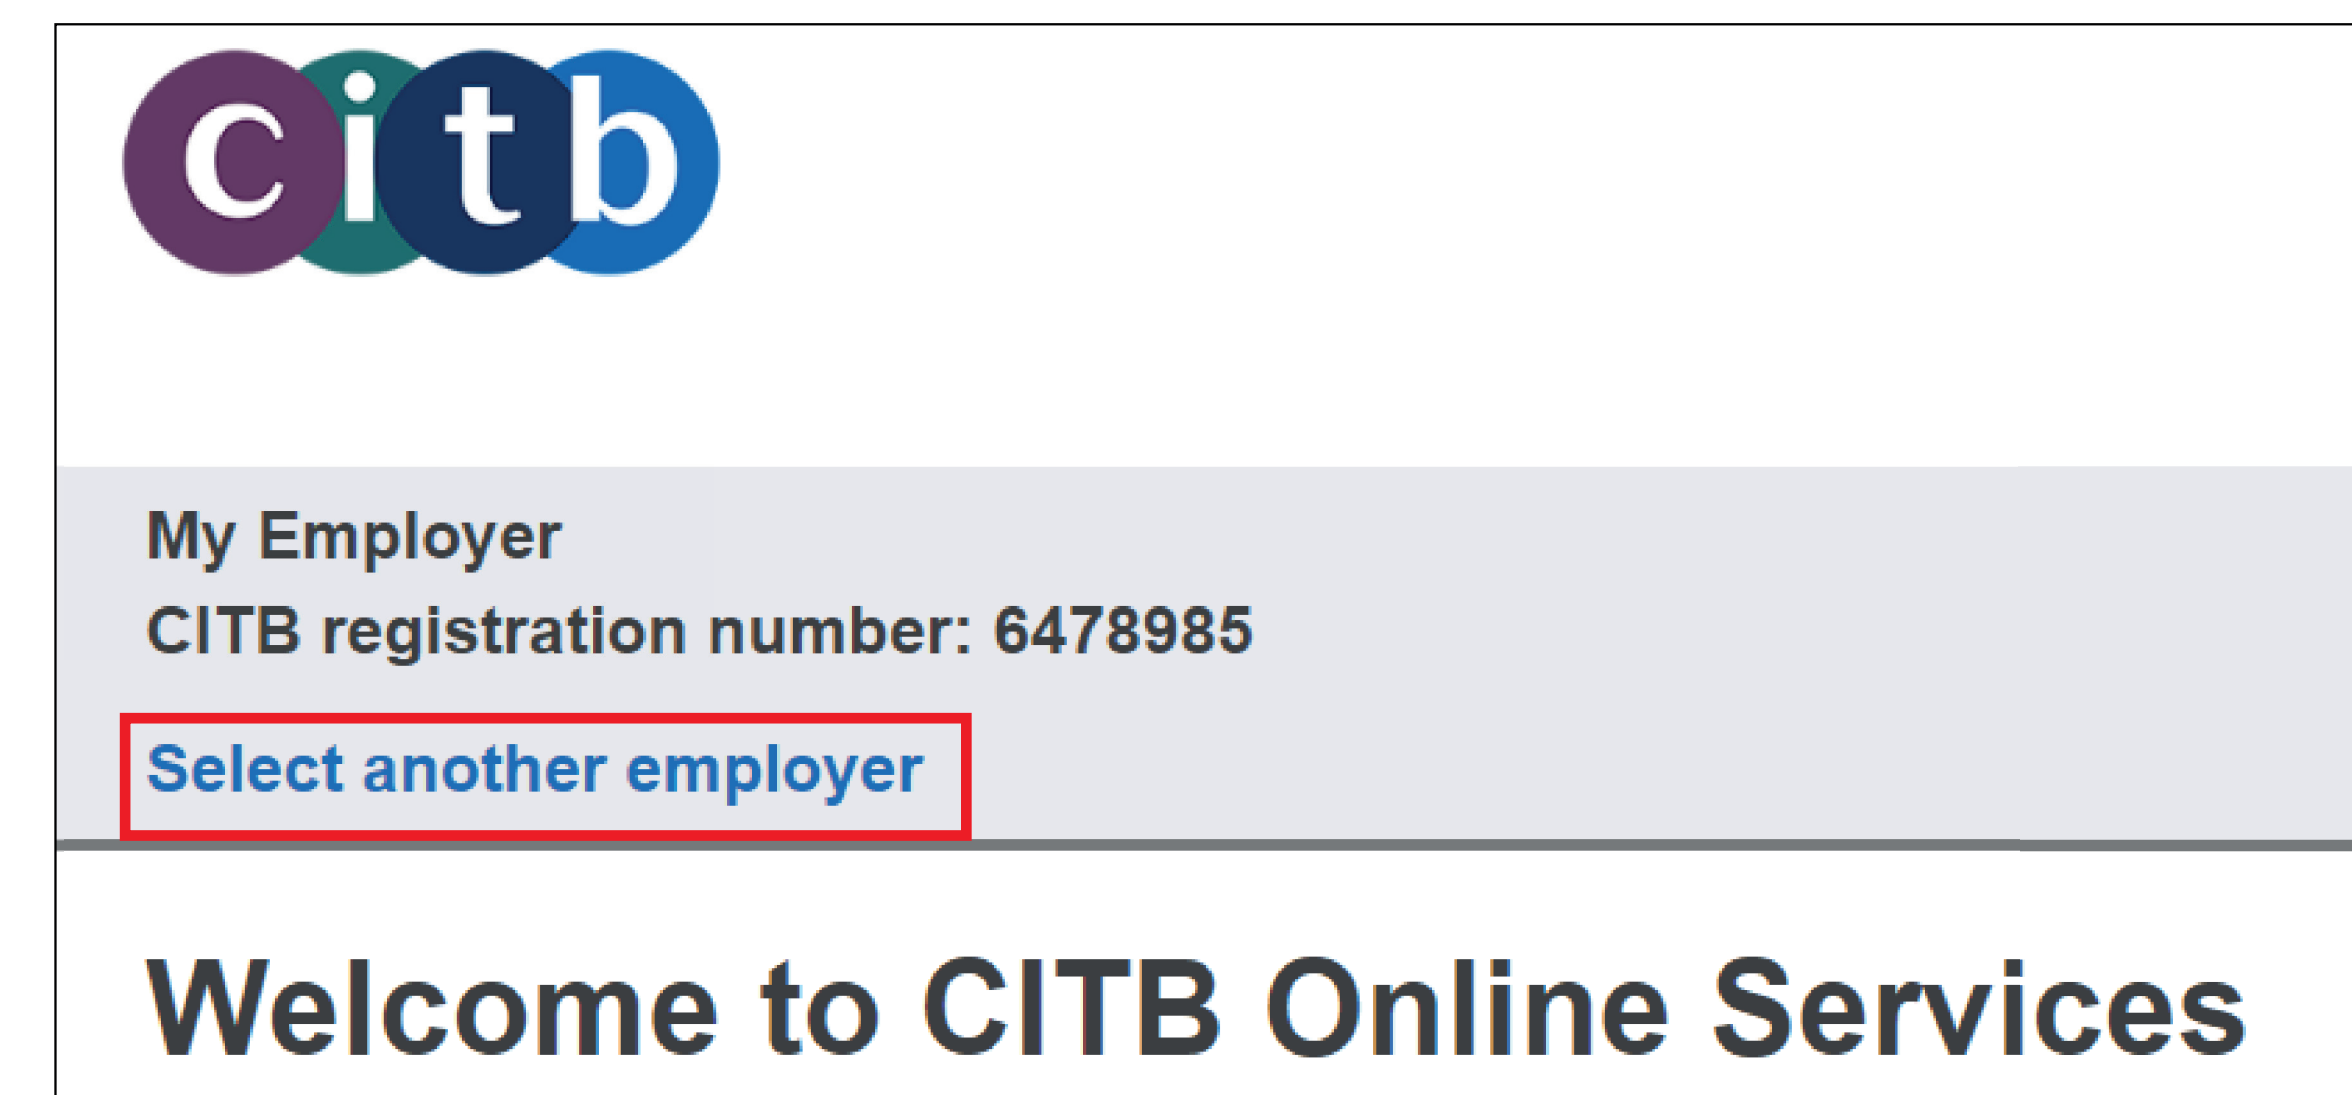 citb
My Employer
CITB registration number: 6478985
Select another employer
Welcome to CITB Online Services